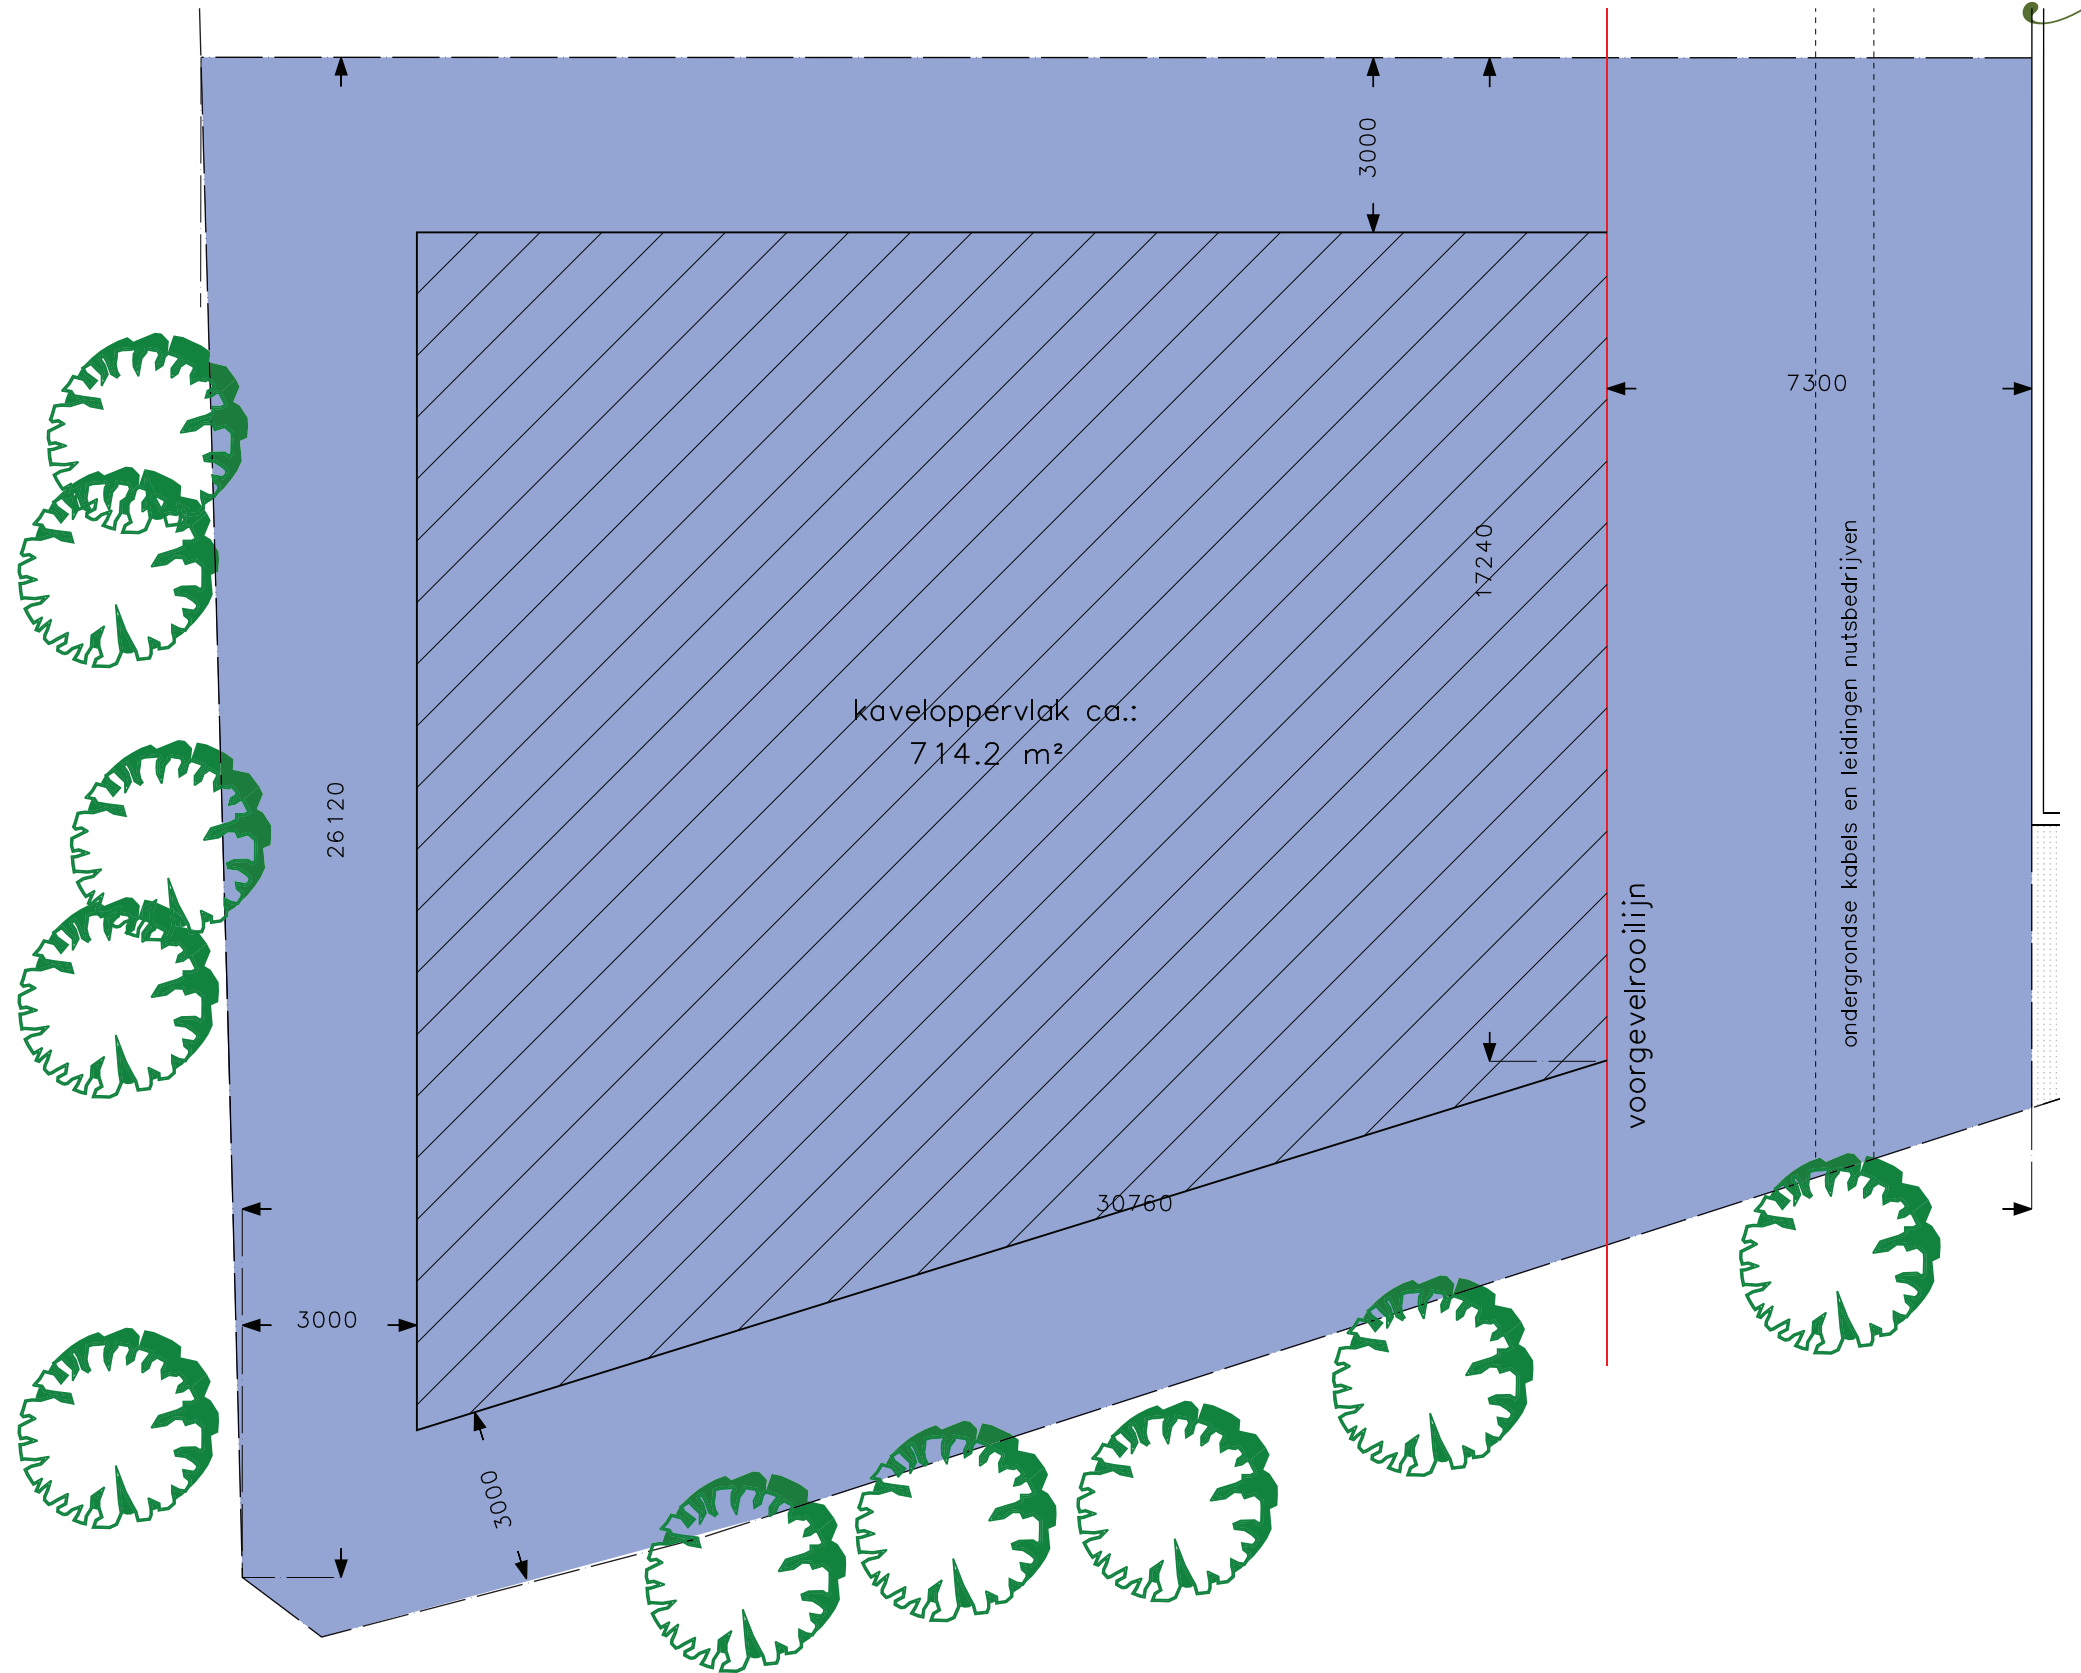 3000
7300
17240
ondergrondse kabels en leidingen nutsbedrijven
kaveloppervlak ca.:
714.2 m²
26120
voorgevelrooilijn
30760
3000
3000